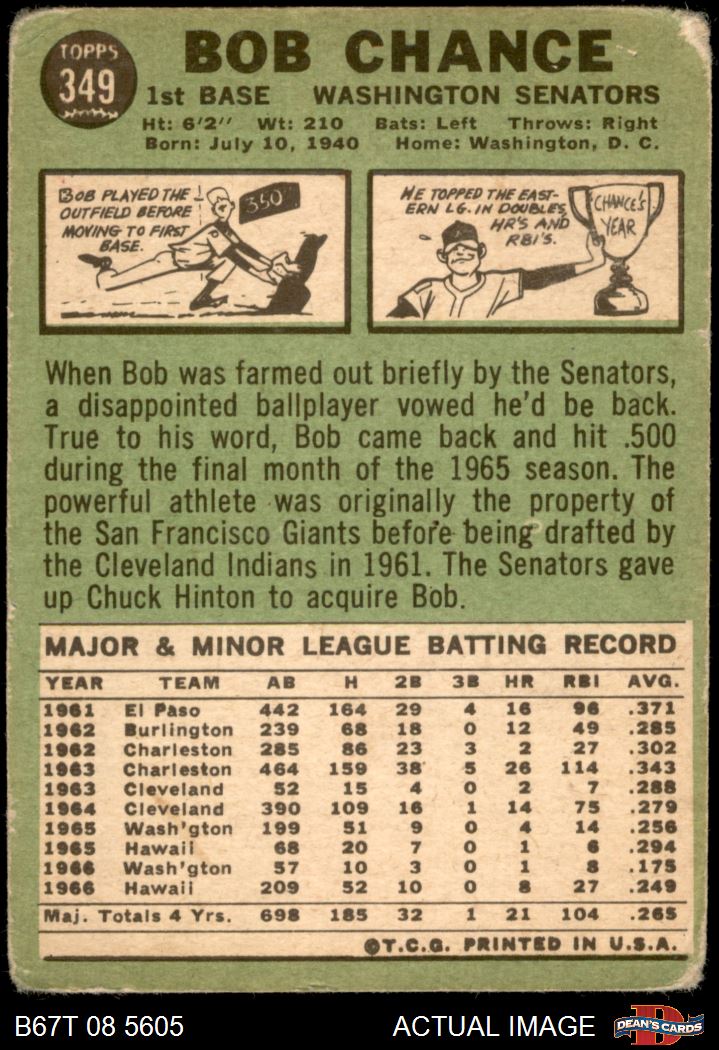 TOPPS
349
BOB CHANCE
1st BASE WASHINGTON SENATORS
Ht: 6'2" Wt: 210 Bats: Left Throws: Right
Born: July 10, 1940 Home: Washington, D. C.
BOB PLAYED THE
OUTFIELD BEFORE
MOVING TO FIRST
BASE.
350'
HE TOPPED THE EAST-
ERN LG. IN DOUBLES,
HR'S AND
RBI'S.
CHANCE'S
YEAR
When Bob was farmed out briefly by the Senators,
a disappointed ballplayer vowed he'd be back.
True to his word, Bob came back and hit .500
during the final month of the 1965 season. The
powerful athlete was originally the property of
the San Francisco Giants before being drafted by
the Cleveland Indians in 1961. The Senators gave
up Chuck Hinton to acquire Bob.
MAJOR & MINOR LEAGUE BATTING RECORD
YEAR TEAM AB H 2B 3B HR RBI AVG.
1961 El Paso 442 164 29 4 16 96 .371
1962 Burlington 239 68 18 0 12 49 .285
1962 Charleston 285 86 23 3 2 27 .302
1963 Charleston 464 159 38 5 26 114 .343
1963 Cleveland 52 15 4 0 2 7 .288
1964 Cleveland 390 109 16 1 14 75 .279
1965 Wash'gton 199 51 9 0 4 14 .256
1965 Hawaii 68 20 7 0 1 6 .294
1966 Wash'gton 57 10 3 0 1 8 .175
1966 Hawaii 209 52 10 0 8 27 .249
Maj. Totals 4 Yrs. 698 185 32 1 21 104 .265
©T.C.G. PRINTED IN U.S.A.
B67T 08 5605 ACTUAL IMAGE
D
DEAN'S CARDS